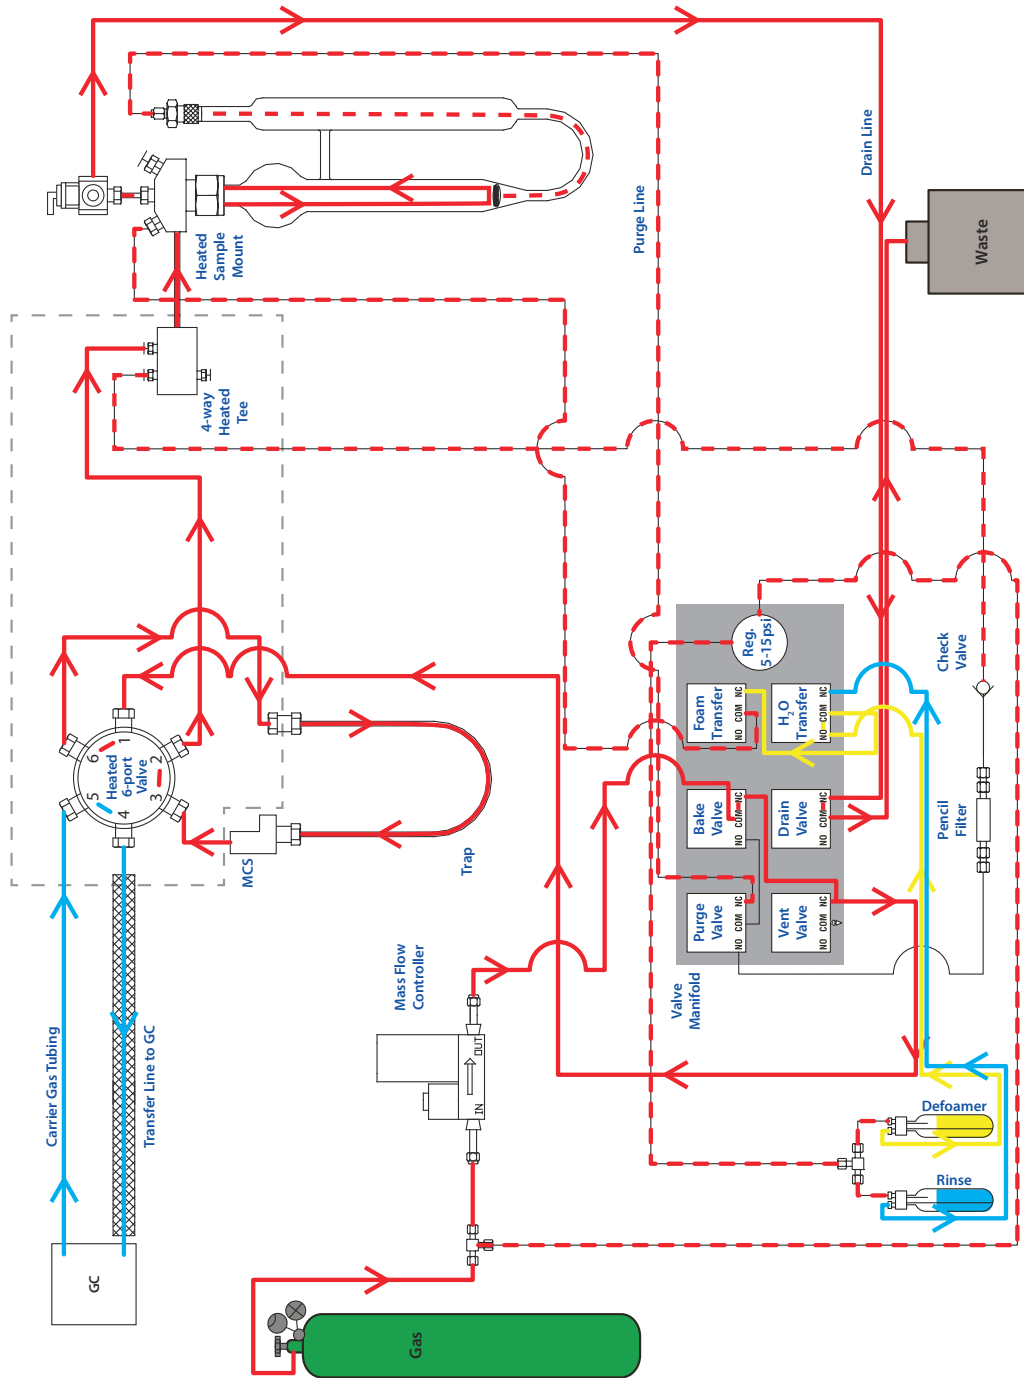 Drain Line
Purge Line
Waste
Heated
Sample
Mount
4-way
Heated
Tee
Reg.
5-15psi
Check
Valve
Foam
Transfer
NO COM NC
H2O
Transfer
NO COM NC
1
2
3
4
5
6
Heated
6-port
Valve
MCS
Trap
Bake
Valve
NO COM NC
Drain
Valve
NO COM NC
Pencil
Filter
Purge
Valve
NO COM NC
Vent
Valve
NO COM NC
Valve
Manifold
Mass Flow
Controller
IN
OUT
Carrier Gas Tubing
Transfer Line to GC
Defoamer
Rinse
GC
Gas